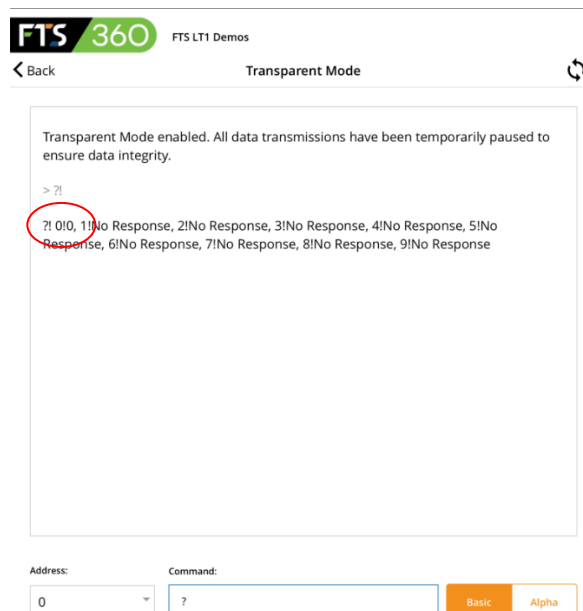 FTS 360 FTS LT1 Demos
Back Transparent Mode
Transparent Mode enabled. All data transmissions have been temporarily paused to
ensure data integrity.
> ?!
?! 0!0, 1!No Response, 2!No Response, 3!No Response, 4!No Response, 5!No
Response, 6!No Response, 7!No Response, 8!No Response, 9!No Response
Address: Command:
0 ? Basic Alpha